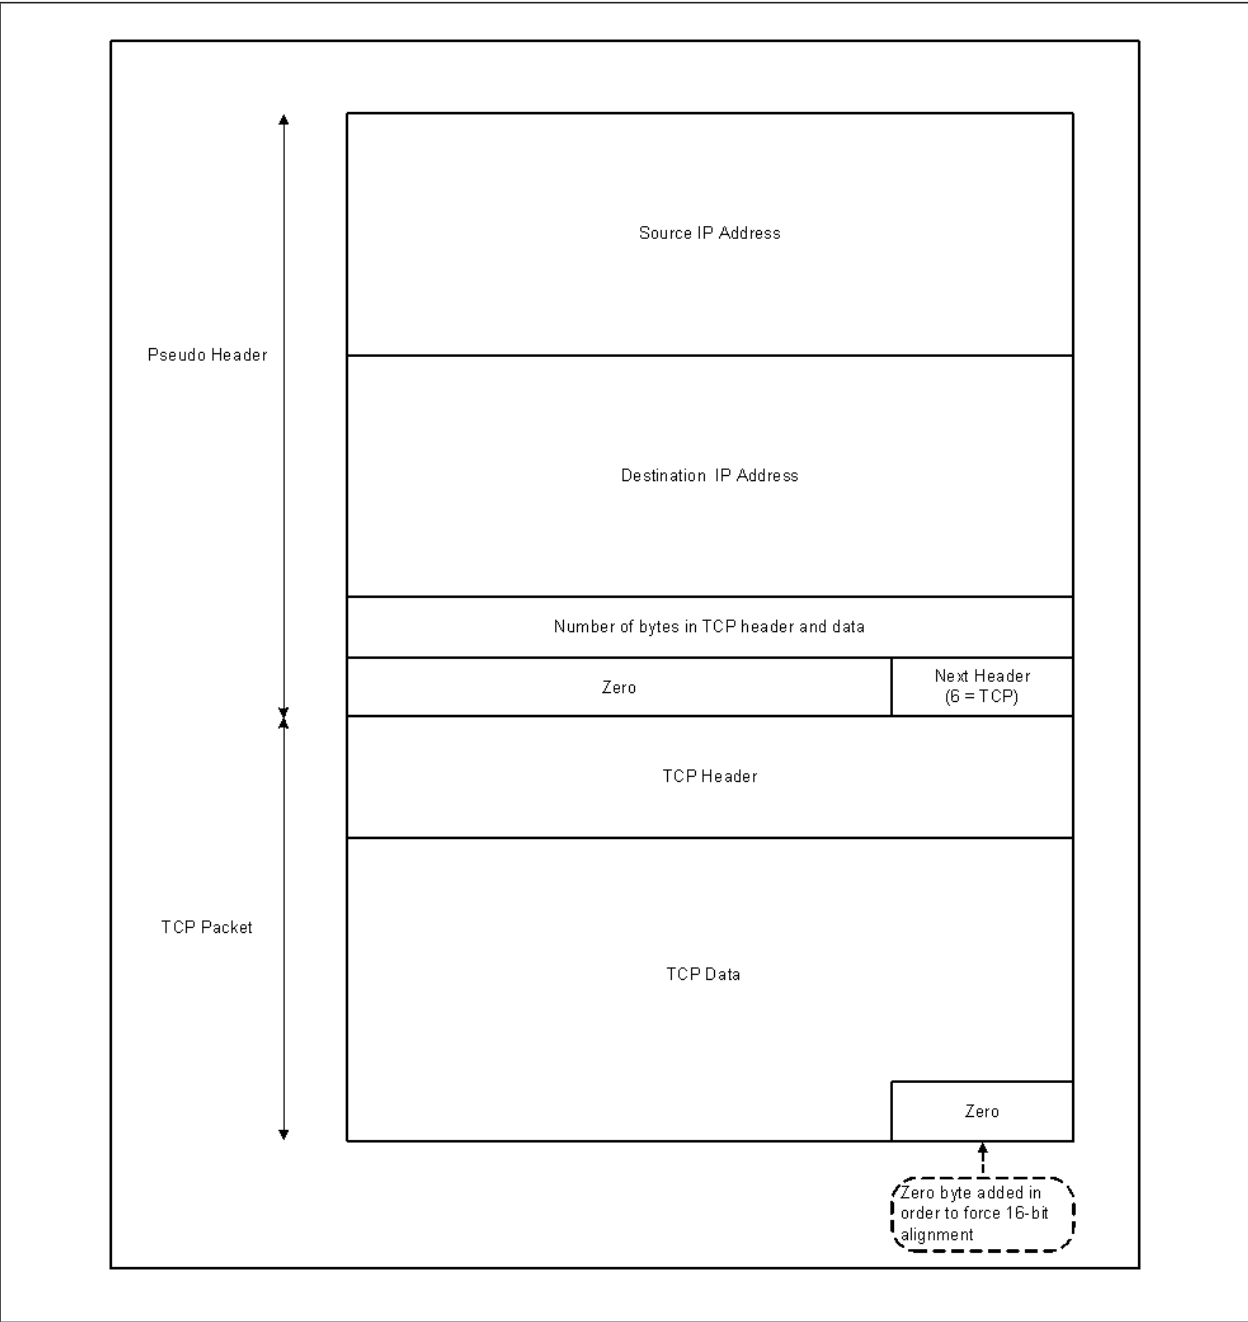 Source IP Address
Pseudo Header
Destination IP Address
Number of bytes in TCP header and data
Zero
Next Header
(6 = TCP)
TCP Header
TCP Packet
TCP Data
Zero
Zero byte added in
order to force 16-bit
alignment